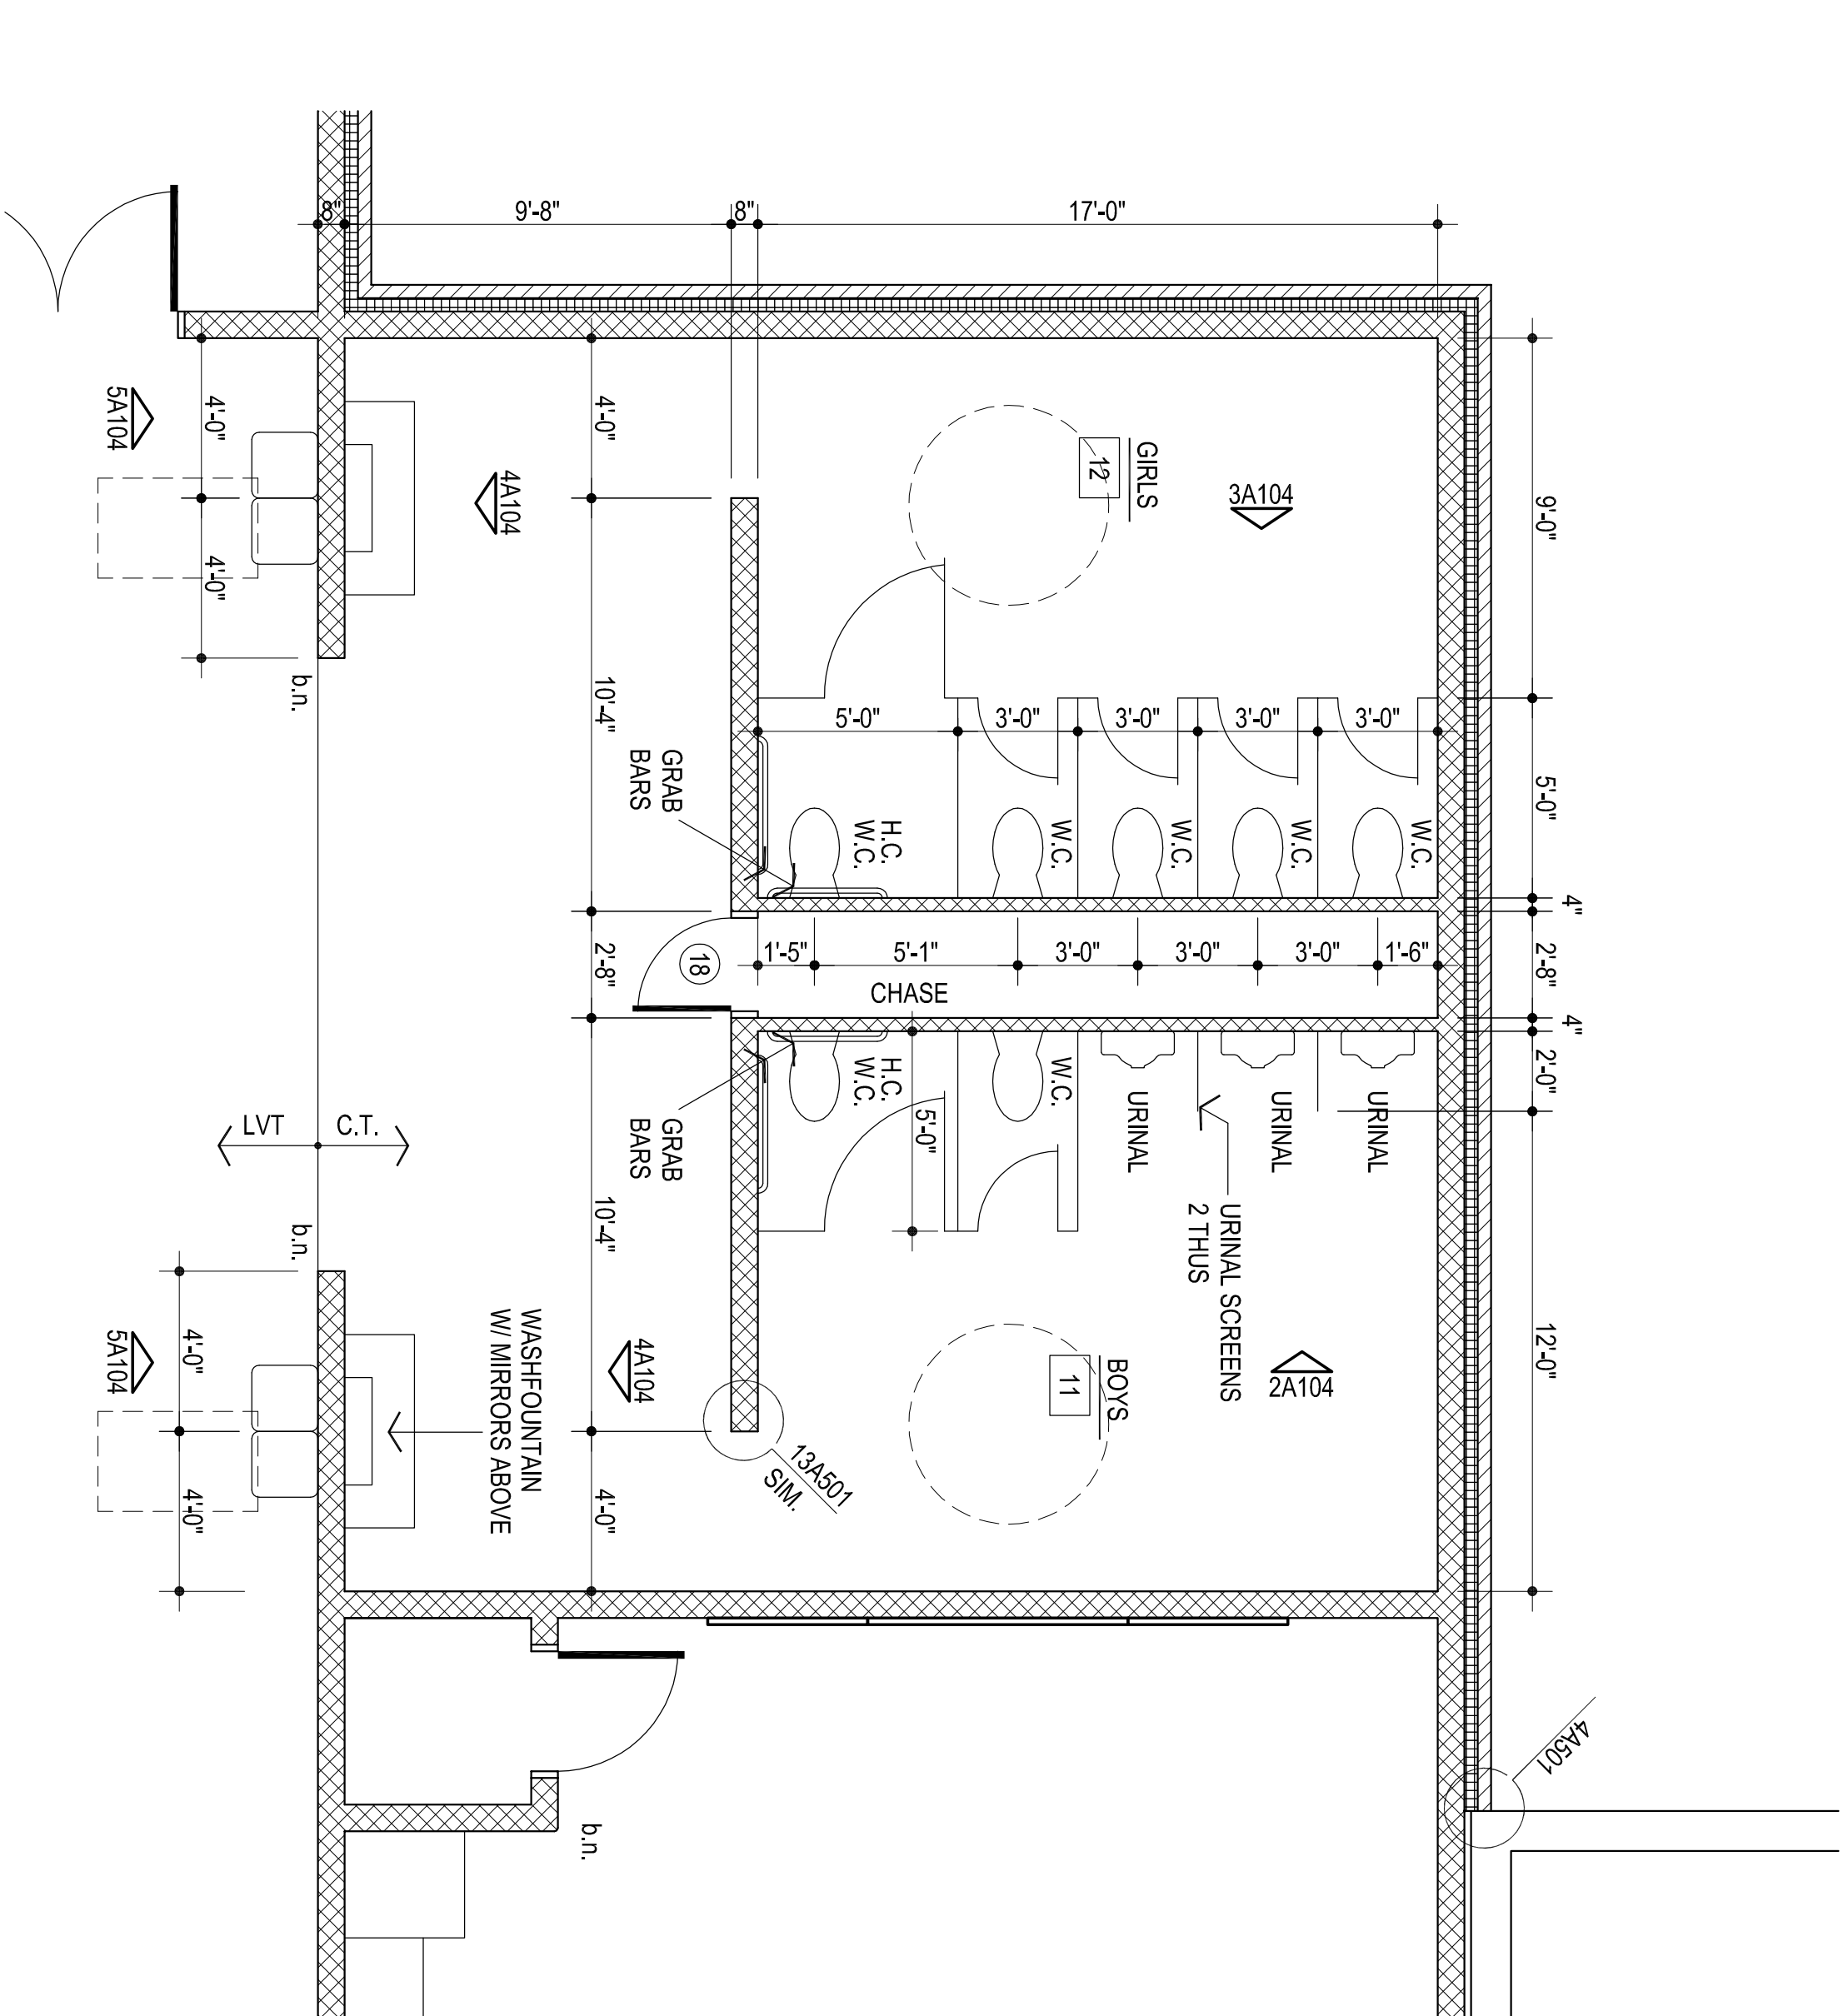 8"
9'-8"
8"
17'-0"
5A104
4'-0"
4'-0"
4A104
4'-0"
GIRLS
12
3A104
9'-0"
b.n.
10'-4"
5'-0"
3'-0"
3'-0"
3'-0"
3'-0"
5'-0"
GRAB
BARS
H.C.
W.C.
W.C.
W.C.
W.C.
W.C.
4"
2'-8"
18
1'-5"
5'-1"
3'-0"
3'-0"
3'-0"
1'-6"
2'-8"
CHASE
4"
2'-0"
H.C.
W.C.
W.C.
5'-0"
URINAL
URINAL
URINAL
LVT
C.T.
GRAB
BARS
b.n.
10'-4"
URINAL SCREENS
2 THUS
12'-0"
WASHFOUNTAIN
W/ MIRRORS ABOVE
4A104
BOYS
11
2A104
5A104
4'-0"
4'-0"
4'-0"
13A501
SIM.
4A501
b.n.